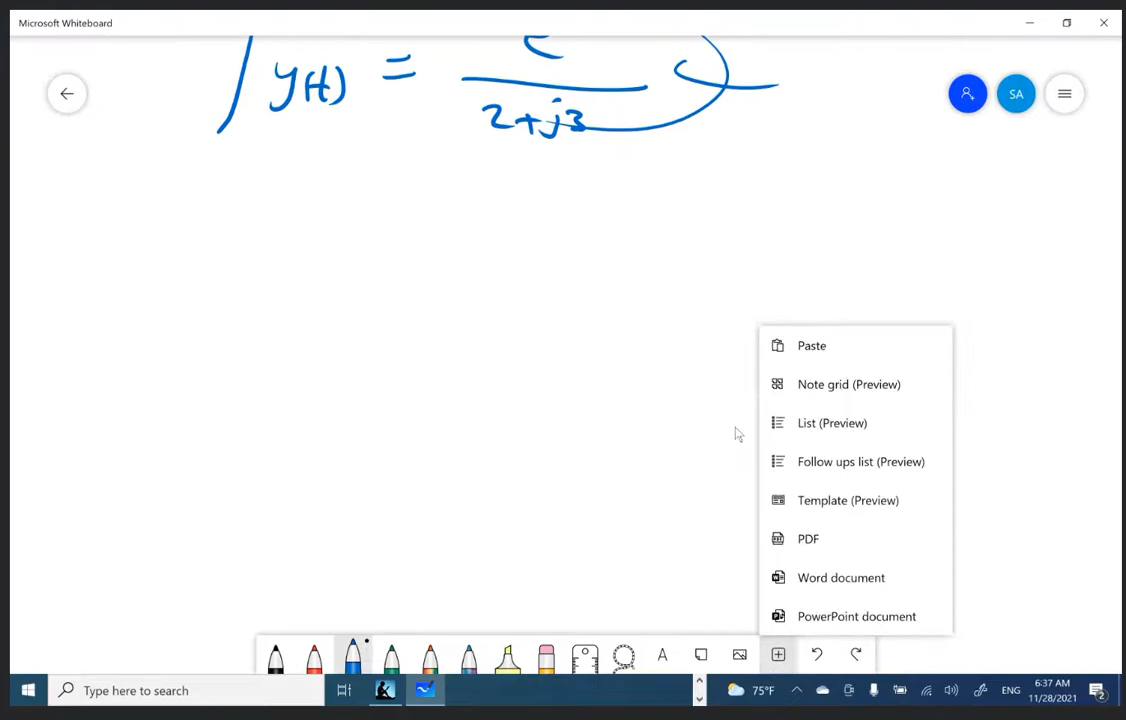 Microsoft Whiteboard
y(t) =
2+j3
SA
Paste
Note grid (Preview)
List (Preview)
Follow ups list (Preview)
Template (Preview)
PDF
Word document
PowerPoint document
A
Type here to search
75°F
ENG
6:37 AM
11/28/2021
2